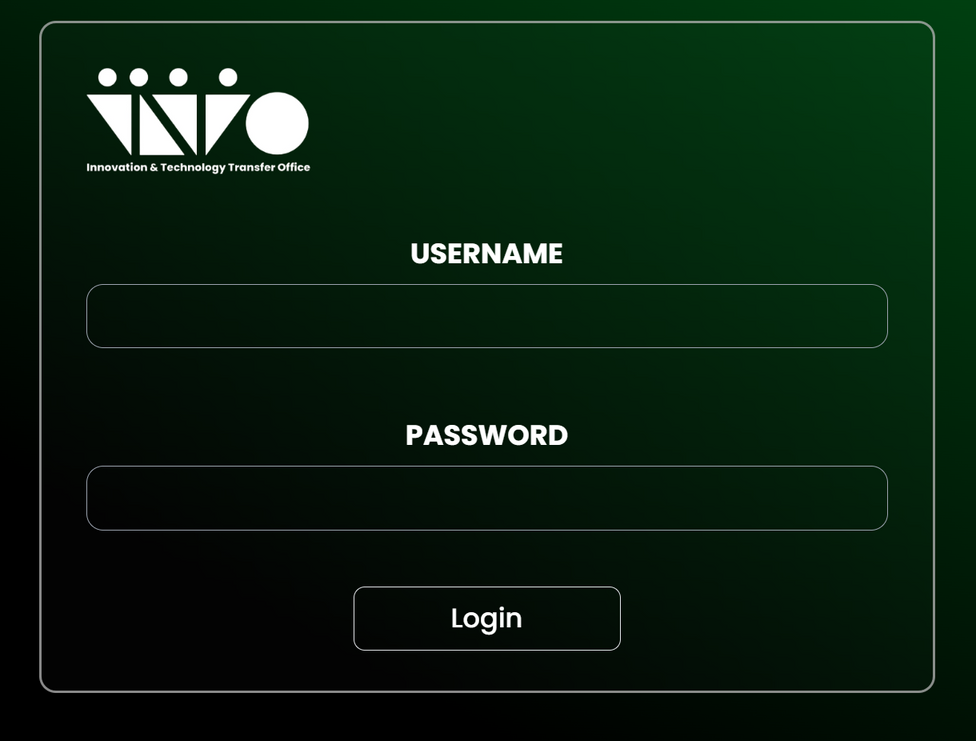 Innovation & Technology Transfer Office
USERNAME
PASSWORD
Login